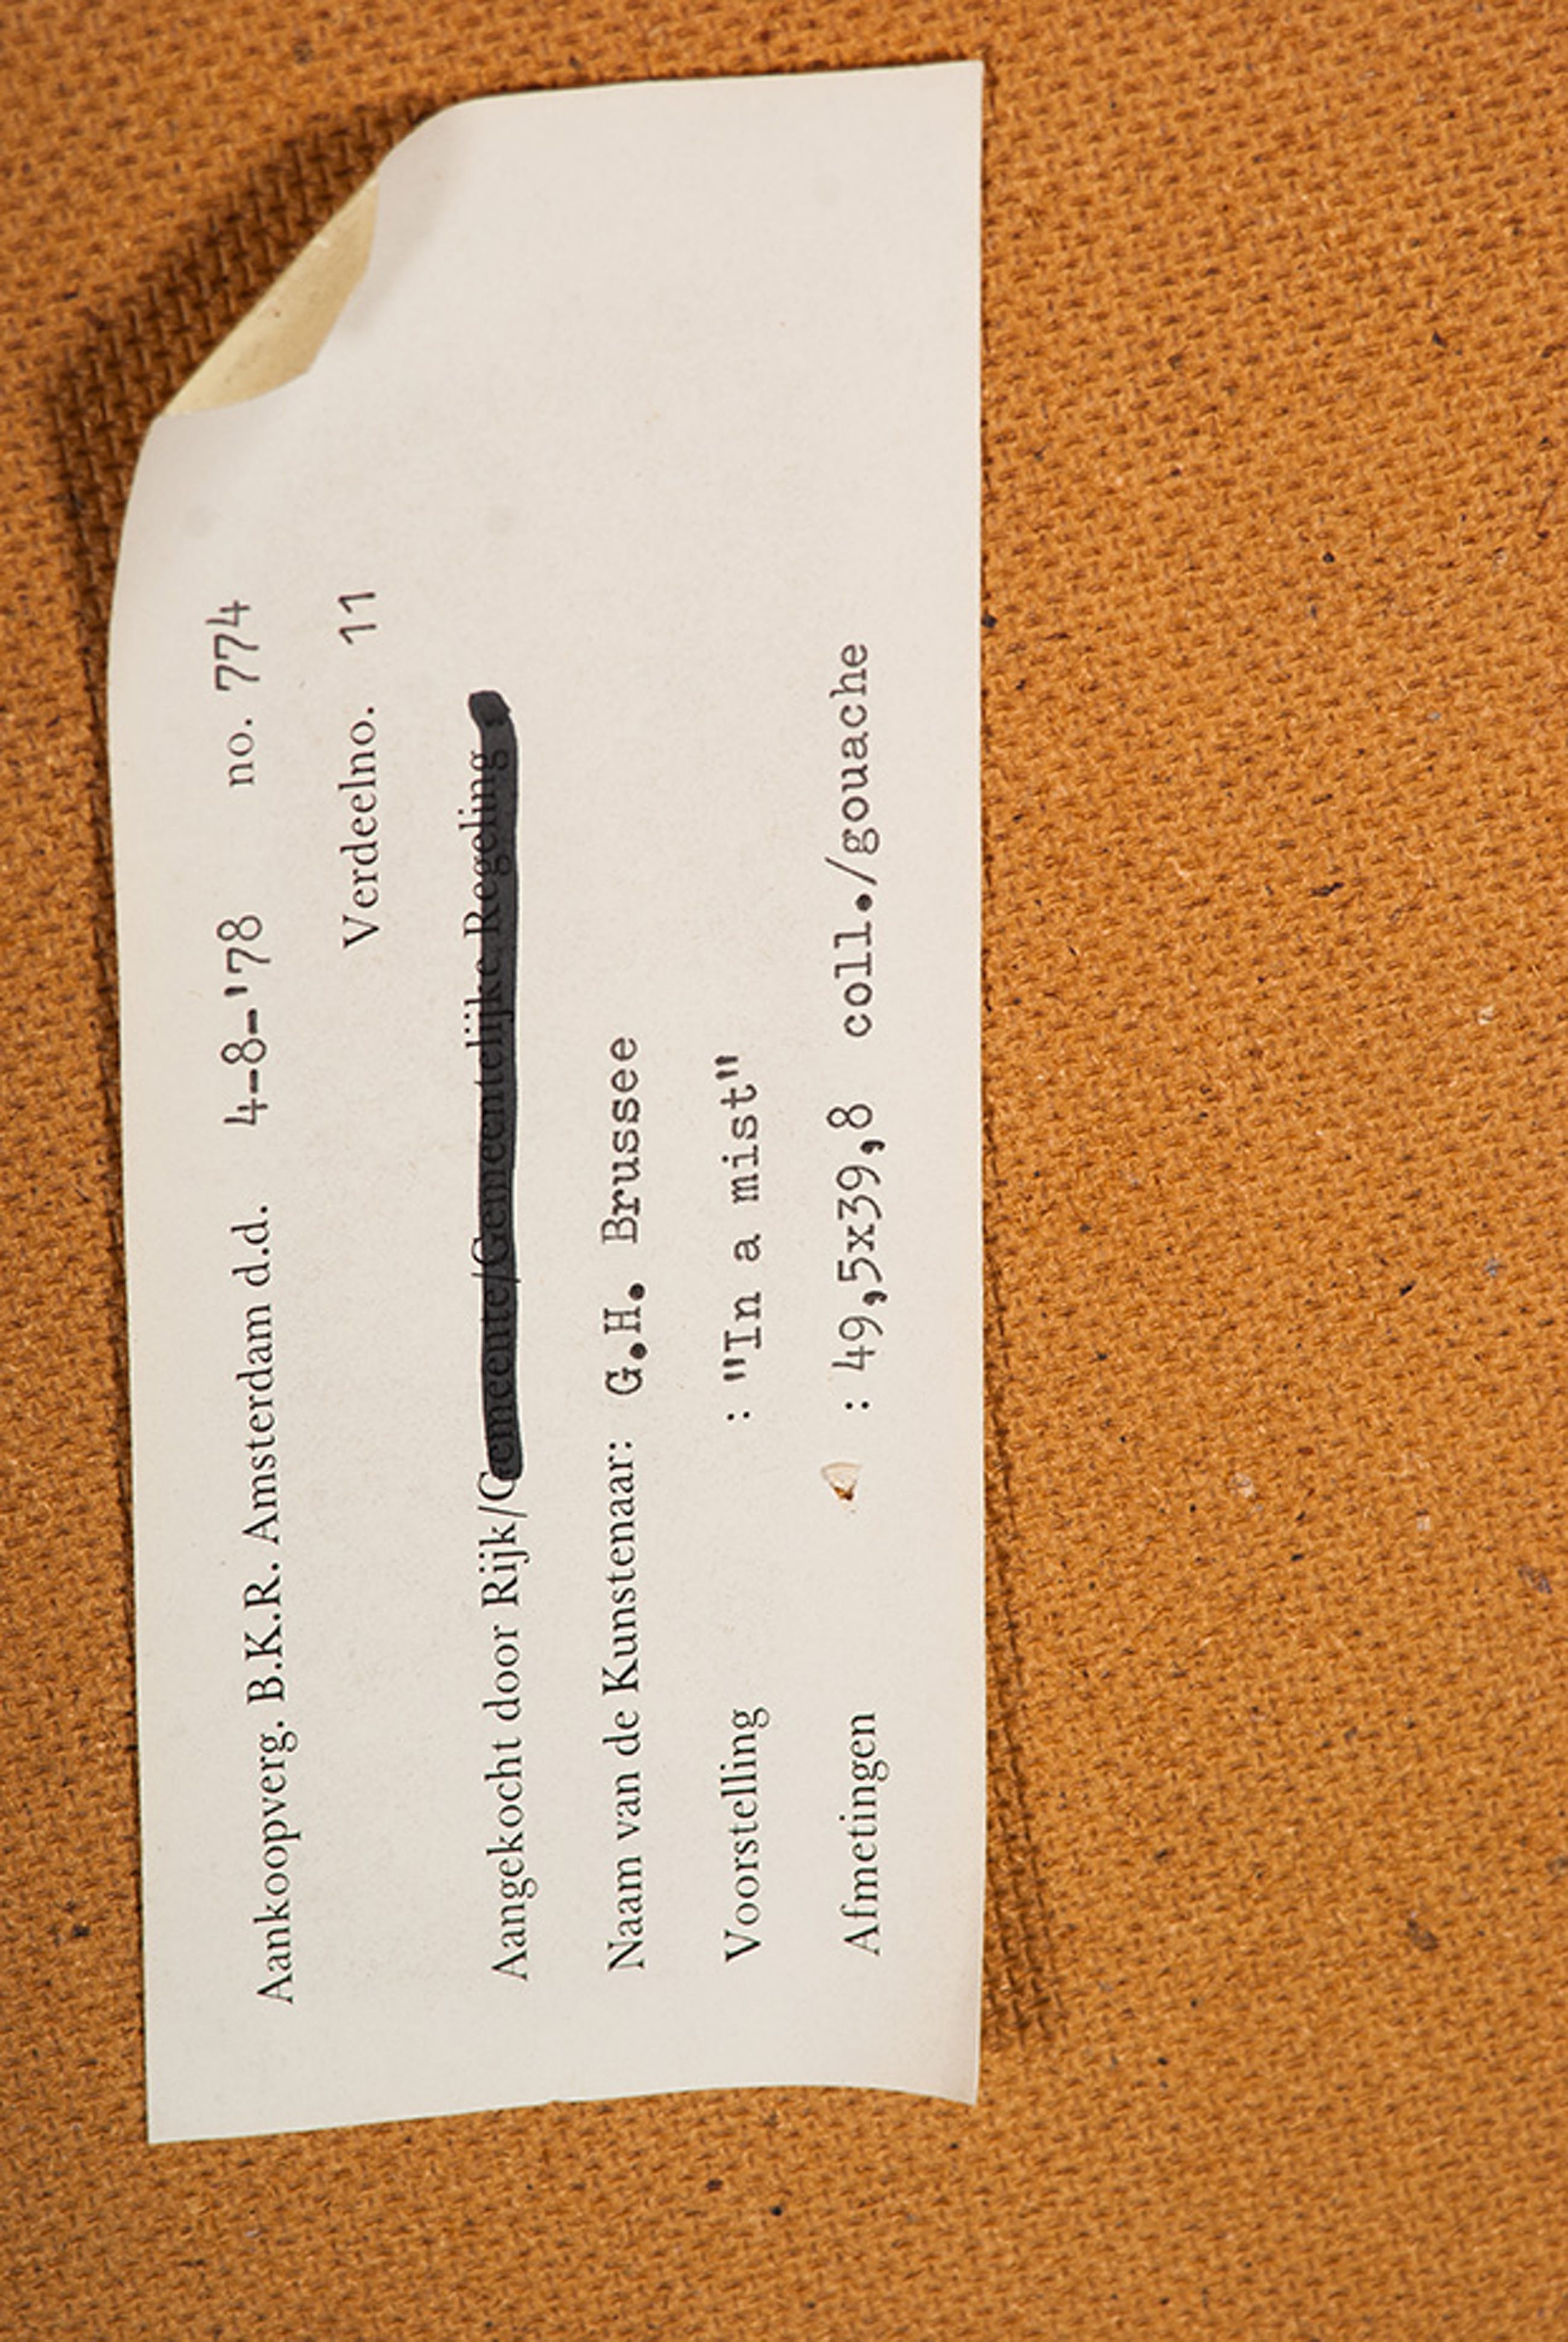 Aankoopverg. B.K.R. Amsterdam d.d. 4-8-'78 no. 774
Verdeelno. 11
Aangekocht door Rijk/Gemeente/Gemeentelijke Regeling
Naam van de Kunstenaar: G.H. Brussee
Voorstelling : "In a mist"
Afmetingen : 49,5x39,8 coll./gouache